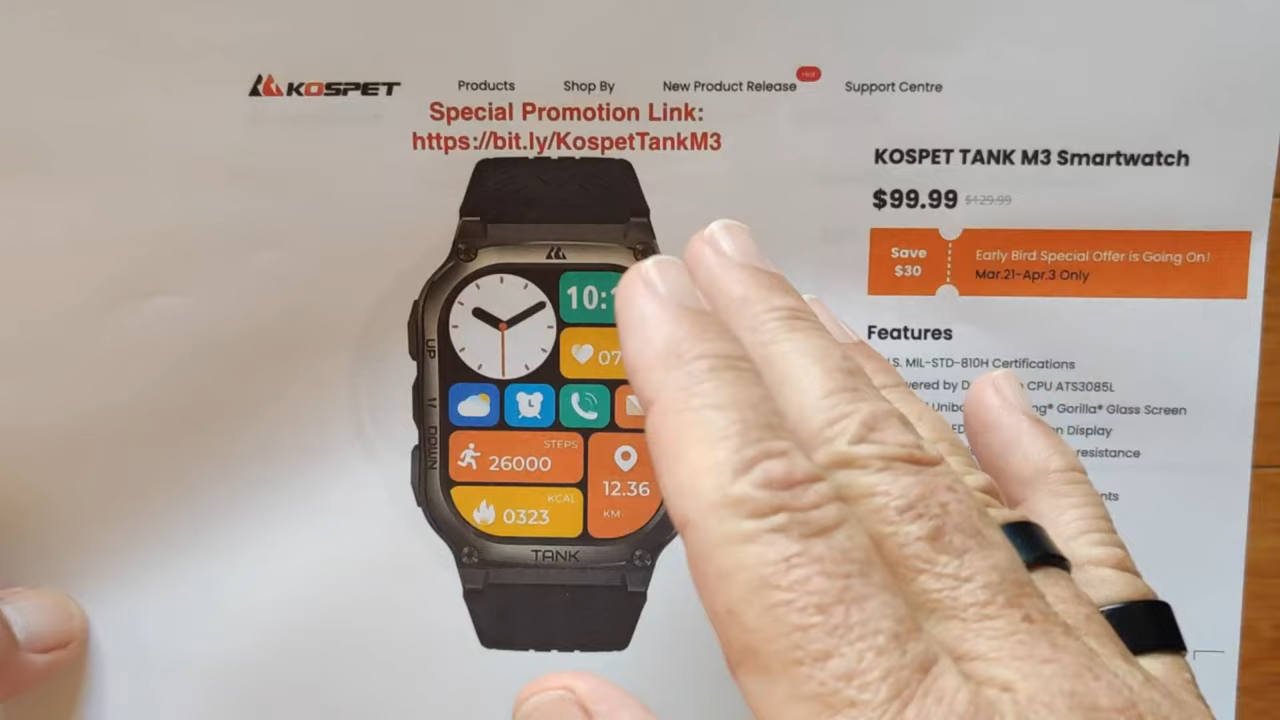 KOSPET
Products Shop By New Product Release Hot Support Centre
Special Promotion Link:
https://bit.ly/KospetTankM3
KOSPET TANK M3 Smartwatch
$99.99 $129.99
Save
$30
Early Bird Special Offer is Going On!
Mar.21-Apr.3 Only
Features
MIL-STD-810H Certifications
CPU ATS3085L
Gorilla® Glass Screen
Display
resistance
10:
07
UP
DOWN
STEPS
26000
12.36
KM
KCAL
0323
TANK